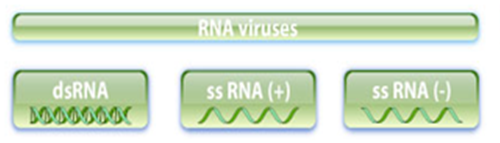 RNA viruses
dsRNA
ss RNA (+)
ss RNA (-)